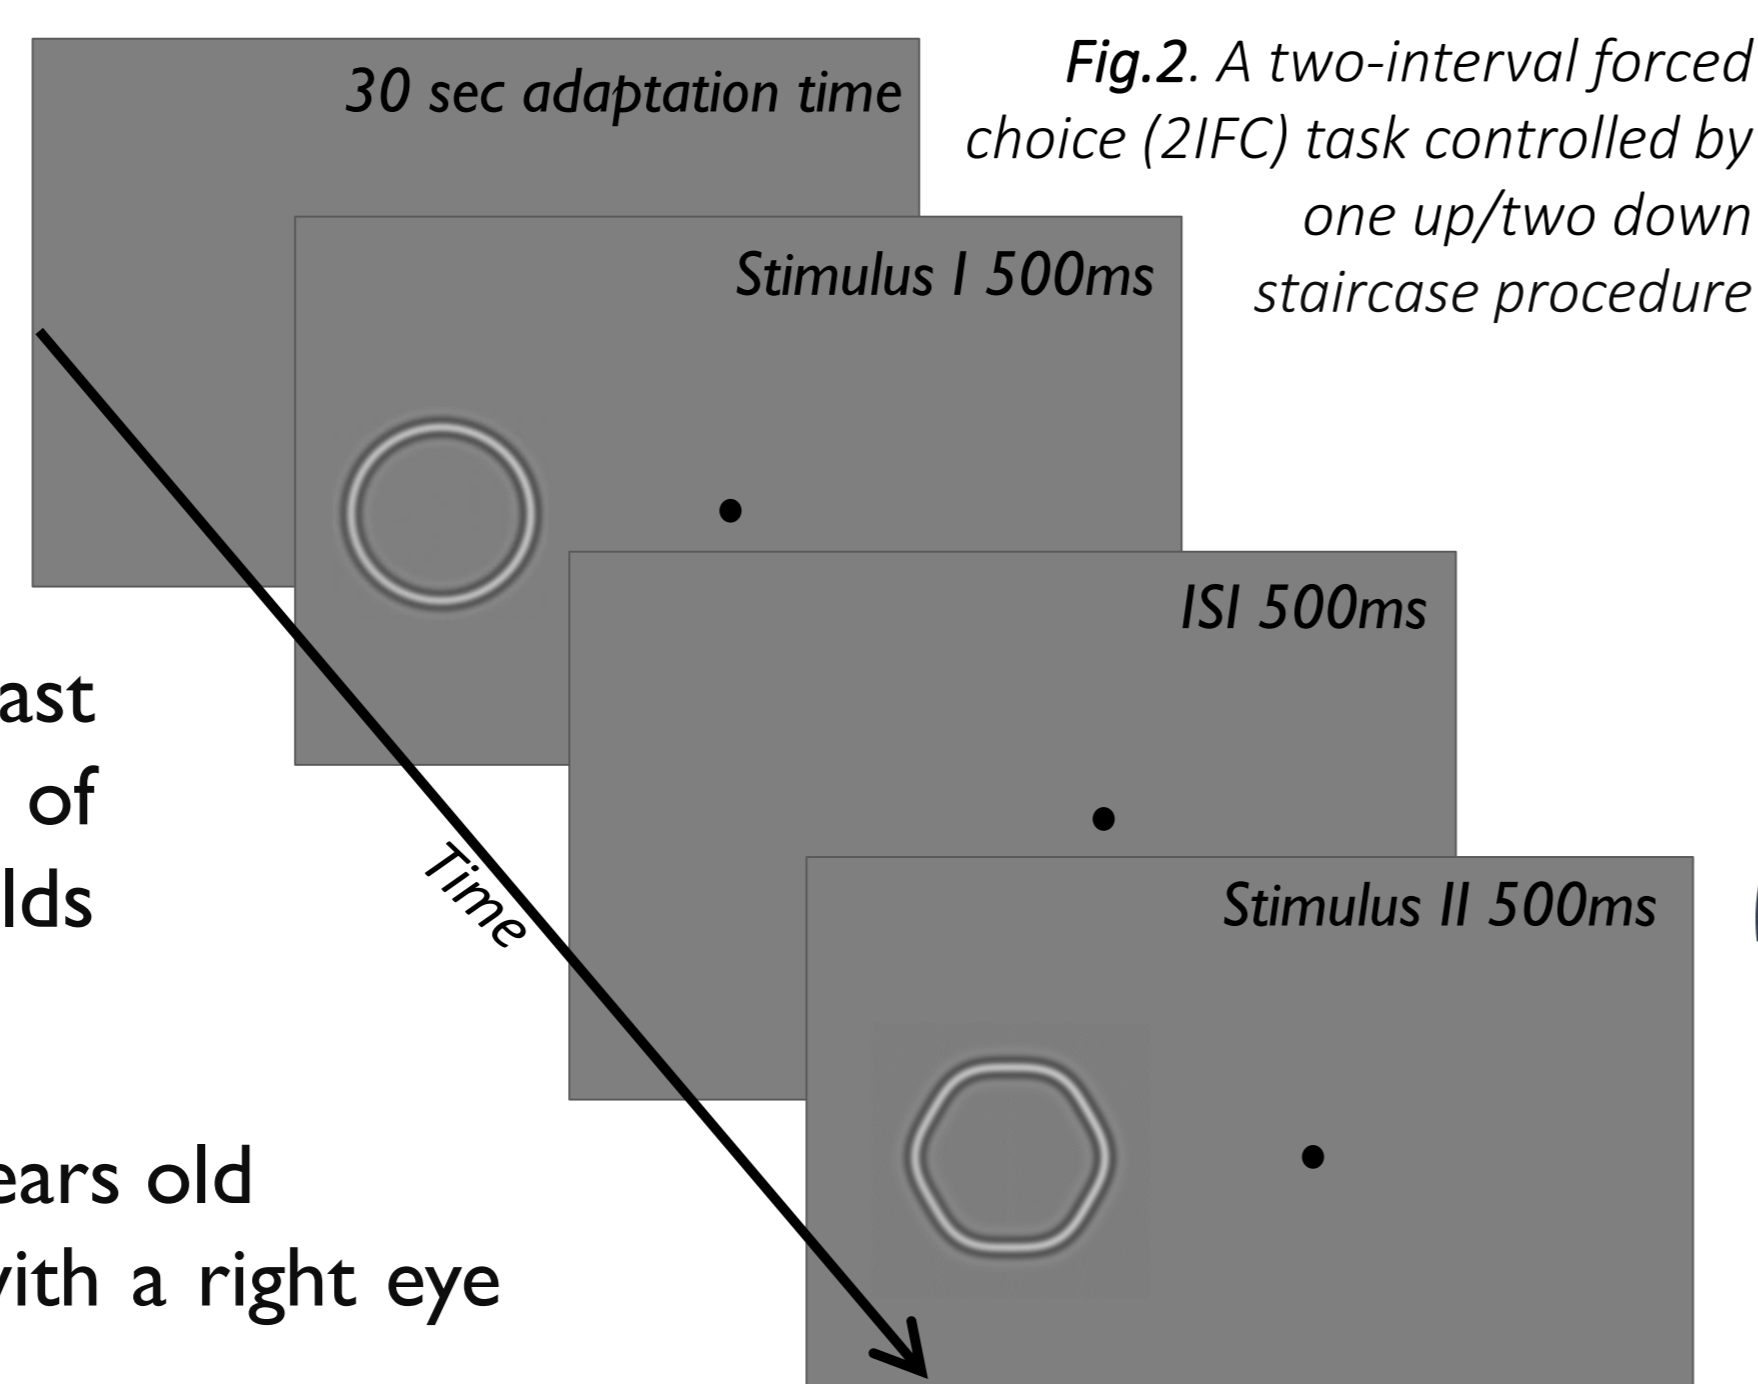 30 sec adaptation time
Fig.2. A two-interval forced
choice (2IFC) task controlled by
one up/two down
staircase procedure
Stimulus I 500ms
ISI 500ms
Stimulus II 500ms
Time
ast
of
lds
ears old
with a right eye